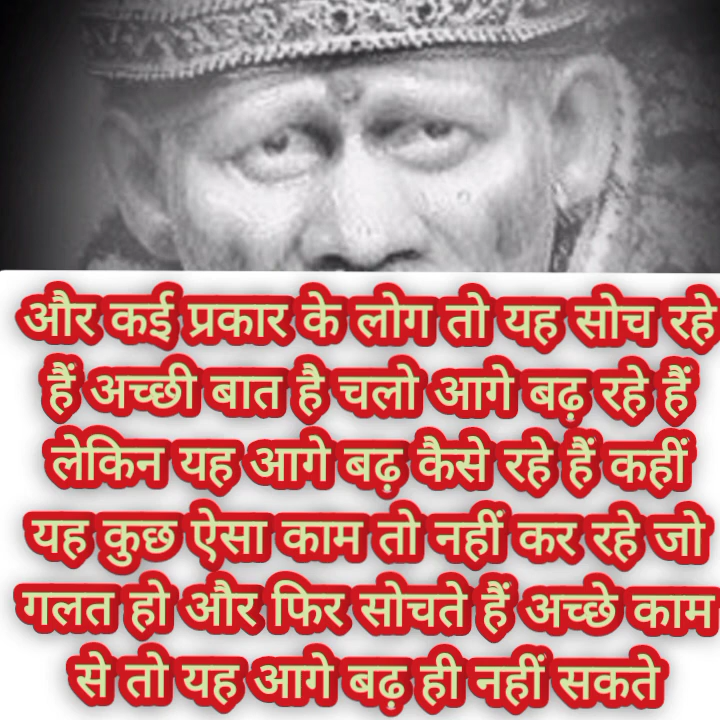 और कई प्रकार के लोग तो यह सोच रहे
हैं अच्छी बात है चलो आगे बढ़ रहे हैं
लेकिन यह आगे बढ़ कैसे रहे हैं कहीं
यह कुछ ऐसा काम तो नहीं कर रहे जो
गलत हो और फिर सोचते हैं अच्छे काम
से तो यह आगे बढ़ ही नहीं सकते